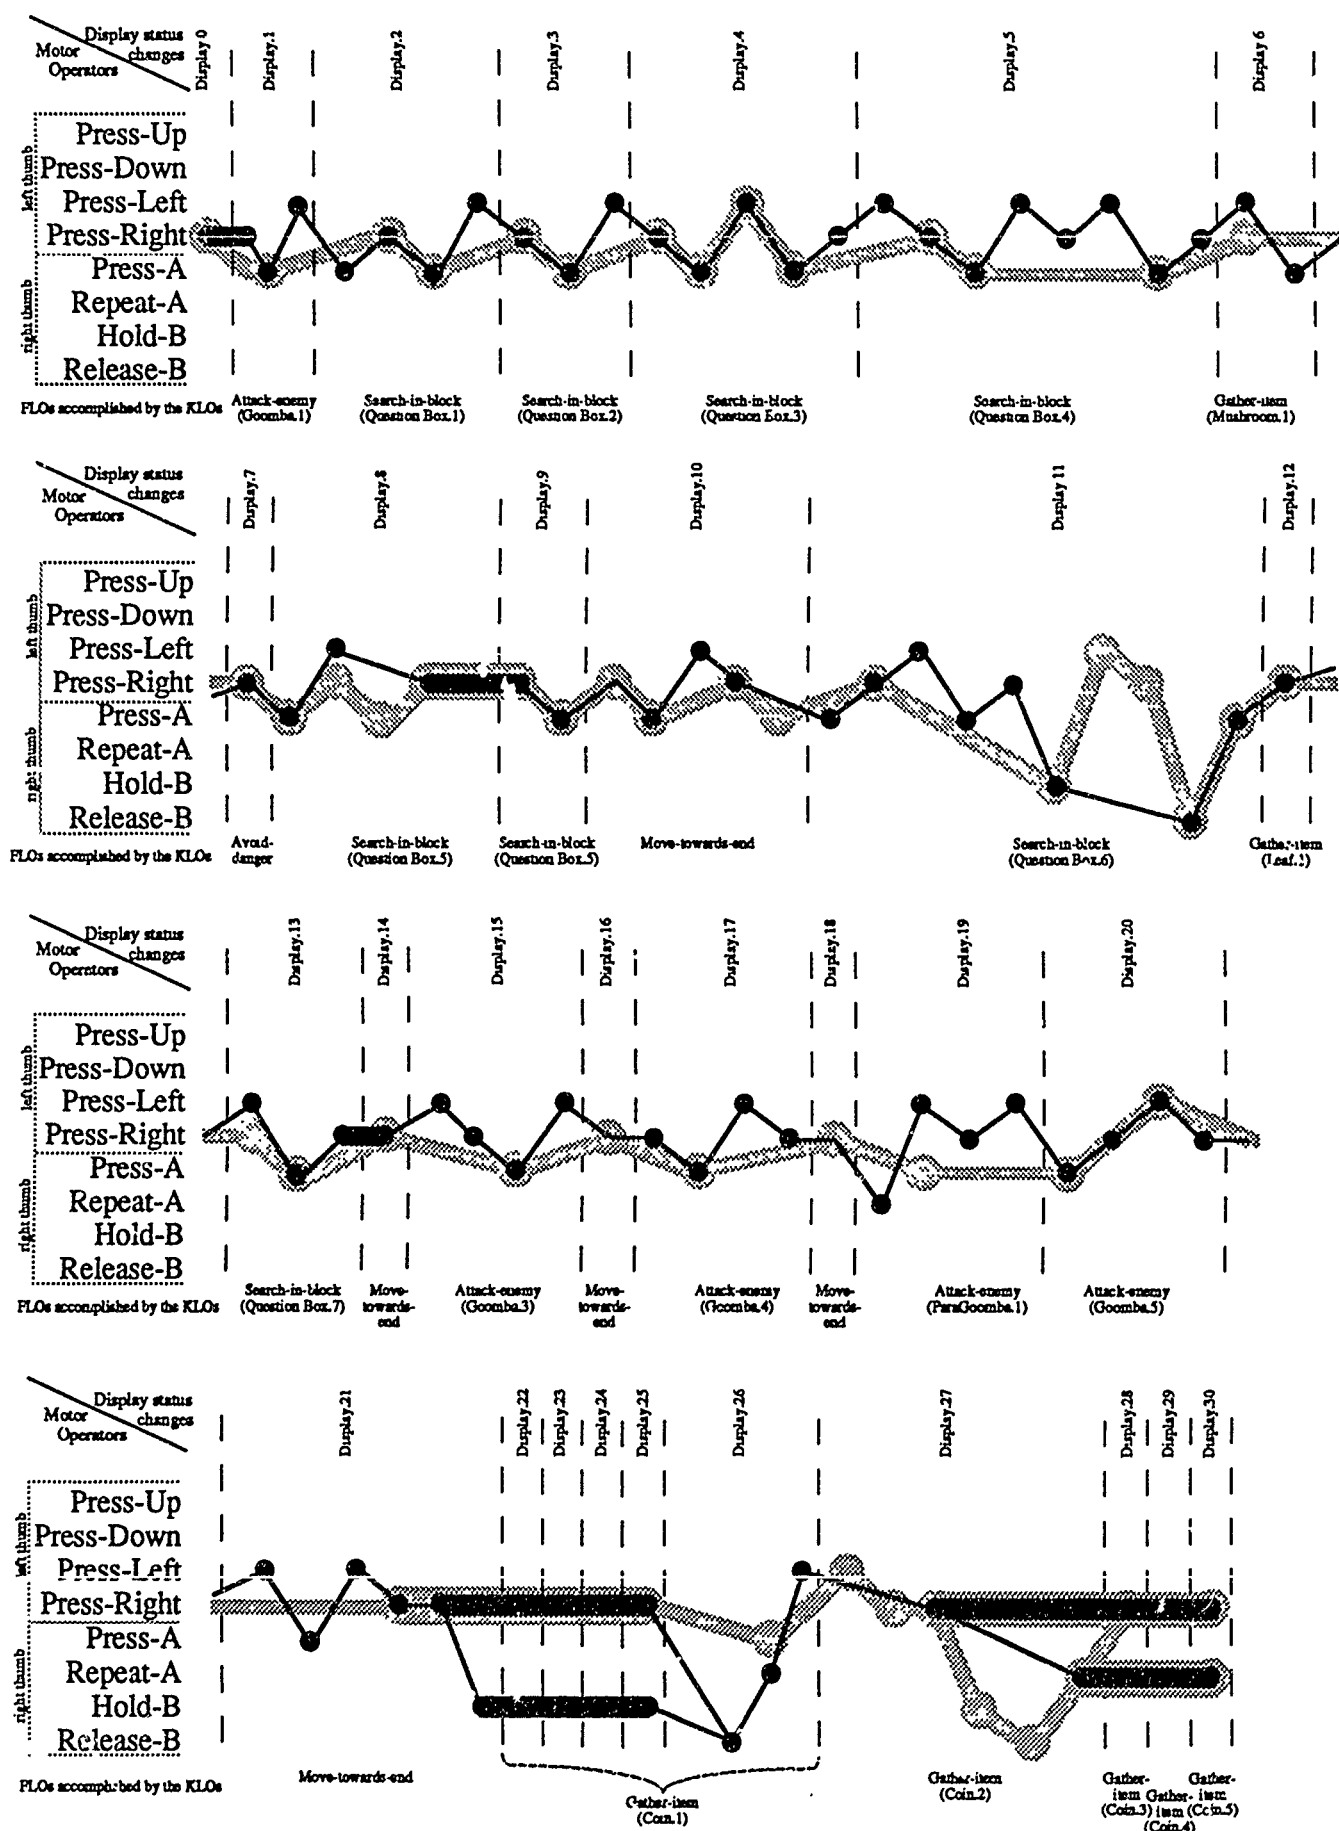 Display status
changes
Motor
Operators
Display 0
Display.1
Display.2
Display.3
Display.4
Display.5
Display 6
left thumb
right thumb
Press-Up
Press-Down
Press-Left
Press-Right
Press-A
Repeat-A
Hold-B
Release-B
FLOs accomplished by the KLOs
Attack-enemy
(Goomba.1)
Search-in-block
(Question Box.1)
Search-in-block
(Question Box.2)
Search-in-block
(Question Box.3)
Search-in-block
(Question Box.4)
Gather-item
(Mushroom.1)
Display status
changes
Motor
Operators
Display.7
Display.8
Display.9
Display.10
Display 11
Display.12
left thumb
right thumb
Press-Up
Press-Down
Press-Left
Press-Right
Press-A
Repeat-A
Hold-B
Release-B
FLOs accomplished by the KLOs
Avoid-
danger
Search-in-block
(Question Box.5)
Search-in-block
(Question Box.5)
Move-towards-end
Search-in-block
(Question Box.6)
Gather-item
(Leaf.1)
Display status
changes
Motor
Operators
Display.13
Display.14
Display.15
Display.16
Display.17
Display.18
Display.19
Display.20
left thumb
right thumb
Press-Up
Press-Down
Press-Left
Press-Right
Press-A
Repeat-A
Hold-B
Release-B
FLOs accomplished by the KLOs
Search-in-block
(Question Box.7)
Move-
towards-
end
Attack-enemy
(Goomba.3)
Move-
towards-
end
Attack-enemy
(Goomba.4)
Move-
towards-
end
Attack-enemy
(ParaGoomba.1)
Attack-enemy
(Goomba.5)
Display status
changes
Motor
Operators
Display.21
Display.22
Display.23
Display.24
Display.25
Display.26
Display.27
Display.28
Display.29
Display.30
left thumb
right thumb
Press-Up
Press-Down
Press-Left
Press-Right
Press-A
Repeat-A
Hold-B
Release-B
FLOs accomplished by the KLOs
Move-towards-end
Gather-item
(Coin.1)
Gather-item
(Coin.2)
Gather-
item
(Coin.3)
Gather-
item
(Coin.4)
Gather-
item
(Coin.5)